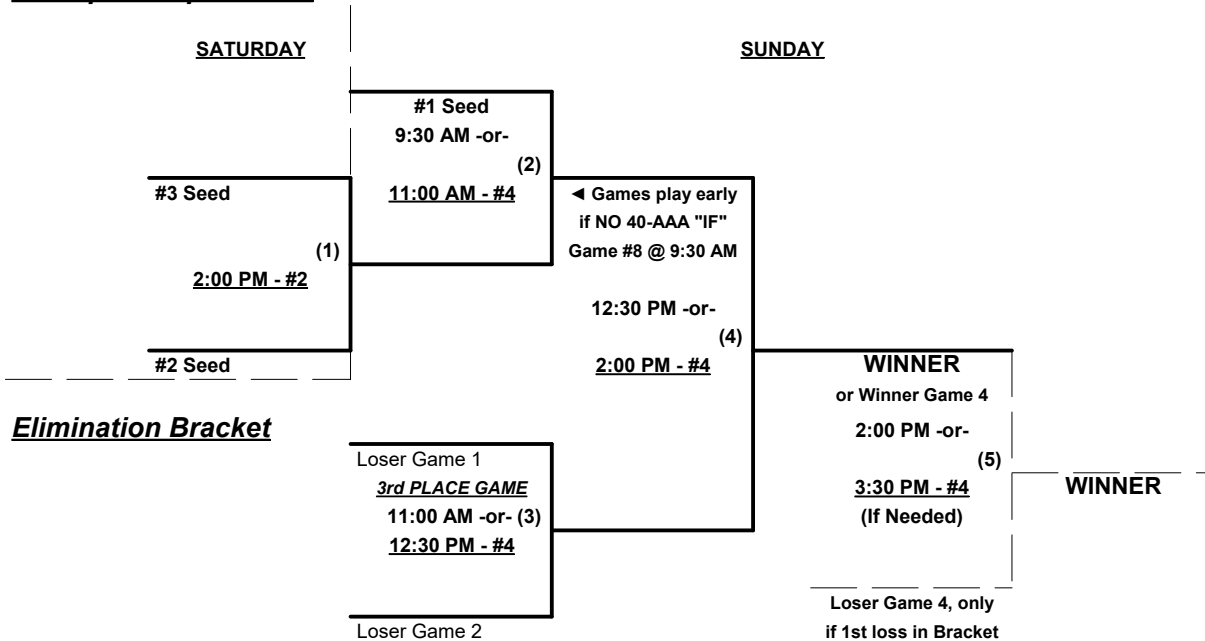 SATURDAY
SUNDAY
#1 Seed
9:30 AM -or-
(2)
11:00 AM - #4
#3 Seed
(1)
2:00 PM - #2
#2 Seed
◄ Games play early
if NO 40-AAA "IF"
Game #8 @ 9:30 AM
12:30 PM -or-
(4)
2:00 PM - #4
WINNER
or Winner Game 4
2:00 PM -or-
(5)
3:30 PM - #4
(If Needed)
WINNER
Elimination Bracket
Loser Game 1
3rd PLACE GAME
11:00 AM -or- (3)
12:30 PM - #4
Loser Game 2
Loser Game 4, only
if 1st loss in Bracket